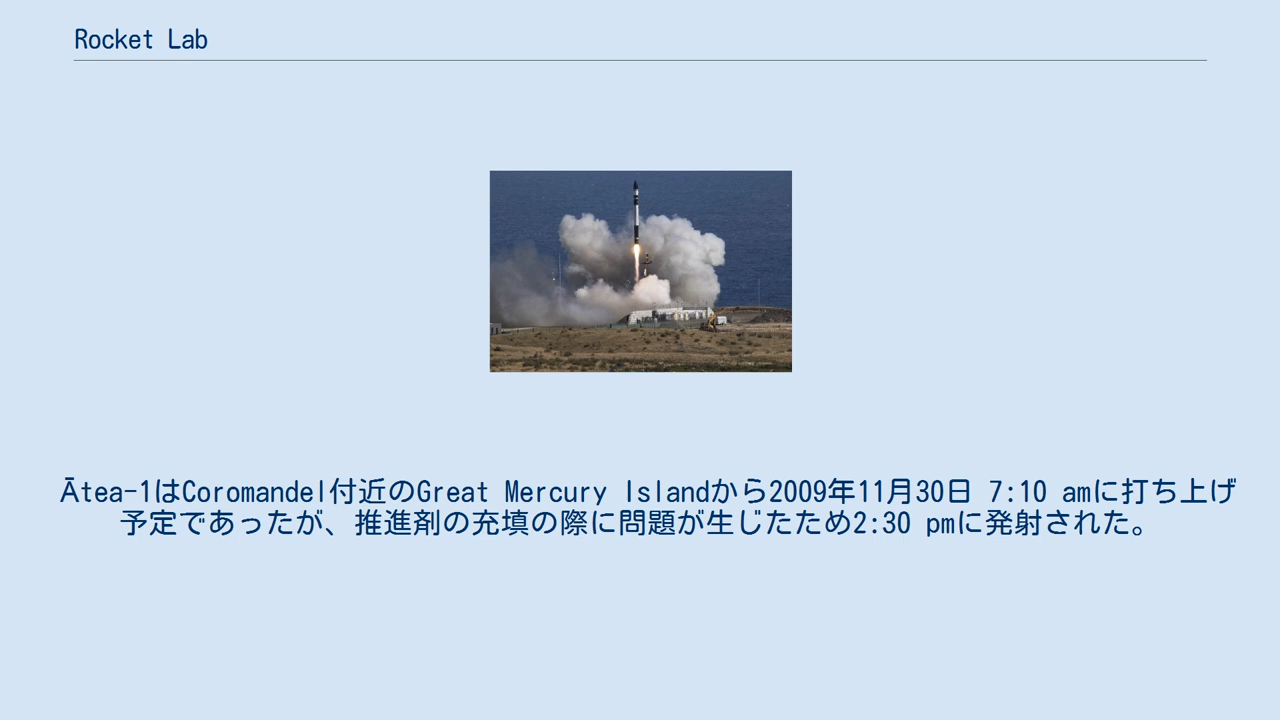 Rocket Lab
Ātea-1はCoromandel付近のGreat Mercury Islandから2009年11月30日 7:10 amに打ち上げ
予定であったが、推進剤の充填の際に問題が生じたため2:30 pmに発射された。